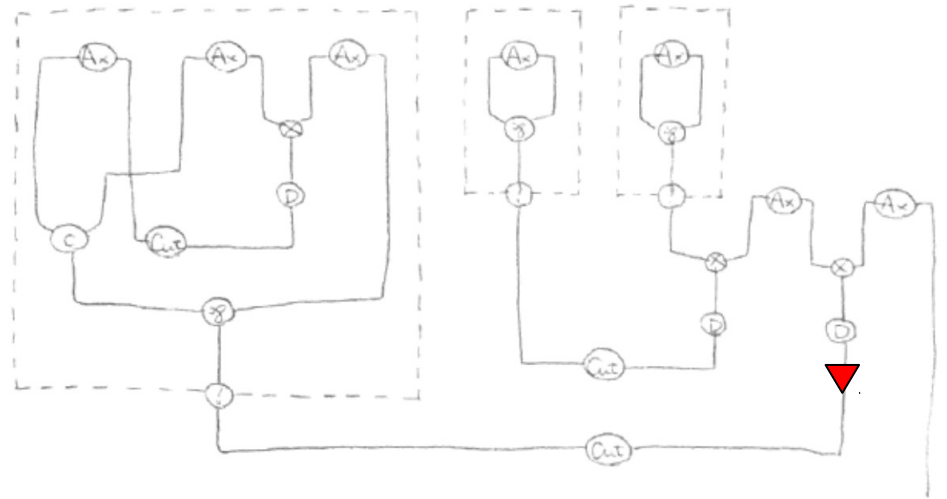 Ax Ax Ax Ax Ax
⊗ ⅋ ⅋
D ! ! Ax Ax
C Cut ⊗ ⊗
⅋ D D
Cut
!
Cut